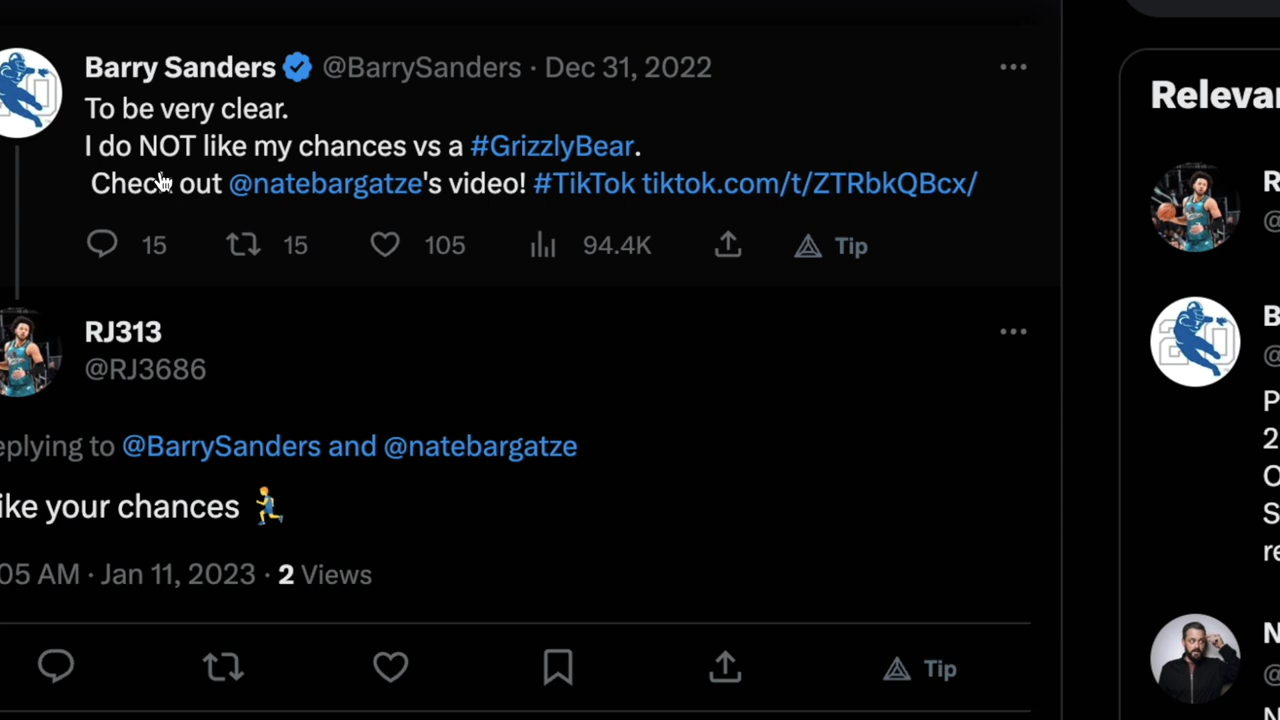 Barry Sanders @BarrySanders · Dec 31, 2022
To be very clear.
I do NOT like my chances vs a #GrizzlyBear.
Check out @natebargatze's video! #TikTok tiktok.com/t/ZTRbkQBcx/
15 15 105 94.4K Tip
RJ313
@RJ3686
eplying to @BarrySanders and @natebargatze
ike your chances
05 AM · Jan 11, 2023 · 2 Views
Tip
Relevan
R
@
B
@
P
2
O
S
re
N
@